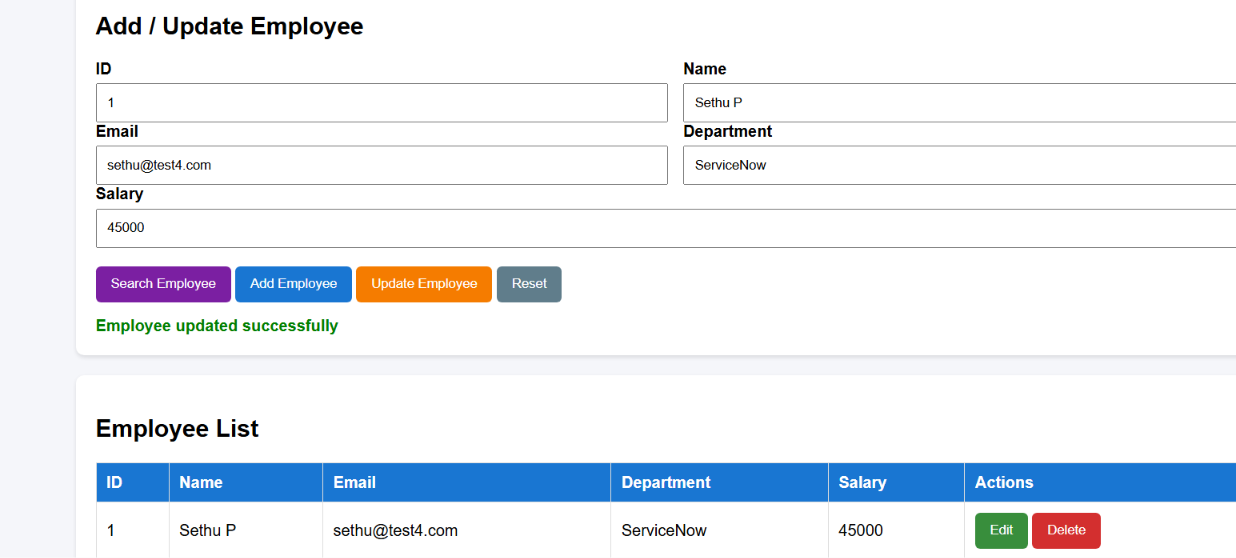 Add / Update Employee
ID Name
1 Sethu P
Email Department
sethu@test4.com ServiceNow
Salary
45000
Search Employee Add Employee Update Employee Reset
Employee updated successfully
Employee List
ID Name Email Department Salary Actions
1 Sethu P sethu@test4.com ServiceNow 45000 Edit Delete